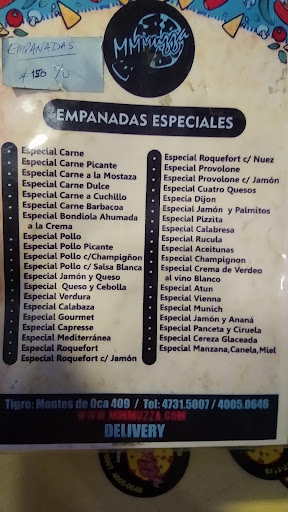 EMPANADAS
$150 c/u
MMMuzza
EMPANADAS ESPECIALES
Especial Carne
Especial Carne Picante
Especial Carne a la Mostaza
Especial Carne Dulce
Especial Carne a Cuchillo
Especial Carne Barbacoa
Especial Bondiola Ahumada
a la Crema
Especial Pollo
Especial Pollo Picante
Especial Pollo c/Champigñon
Especial Pollo c/ Salsa Blanca
Especial Jamón y Queso
Especial Queso y Cebolla
Especial Verdura
Especial Calabaza
Especial Gourmet
Especial Capresse
Especial Mediterránea
Especial Roquefort
Especial Roquefort c/ Jamón
Especial Roquefort c/ Nuez
Especial Provolone
Especial Provolone c/ Jamón
Especial Cuatro Quesos
Especia Dijon
Especial Jamón y Palmitos
Especial Pizzita
Especial Calabresa
Especial Rucula
Especial Aceitunas
Especial Champignon
Especial Crema de Verdeo
al vino Blanco
Especial Atun
Especial Vienna
Especial Munich
Especial Jamón y Ananá
Especial Panceta y Ciruela
Especial Cereza Glaceada
Especial Manzana,Canela,Miel
Tigre: Montes de Oca 409 / Tel: 4731.5007 / 4005.0646
WWW.MMMUZZA.COM
DELIVERY